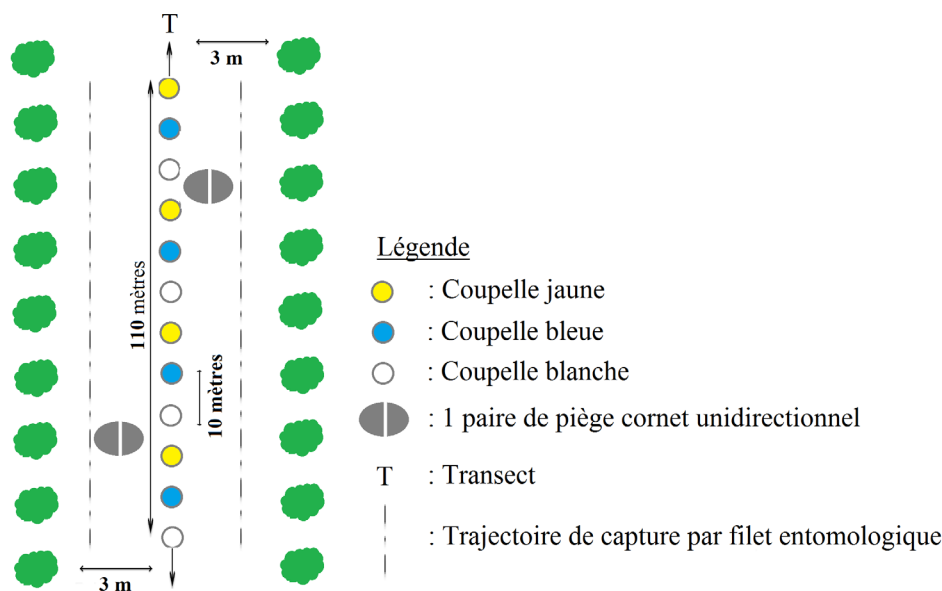 T
3 m
110 mètres
10 mètres
3 m
Légende
: Coupelle jaune
: Coupelle bleue
: Coupelle blanche
: 1 paire de piège cornet unidirectionnel
T : Transect
: Trajectoire de capture par filet entomologique